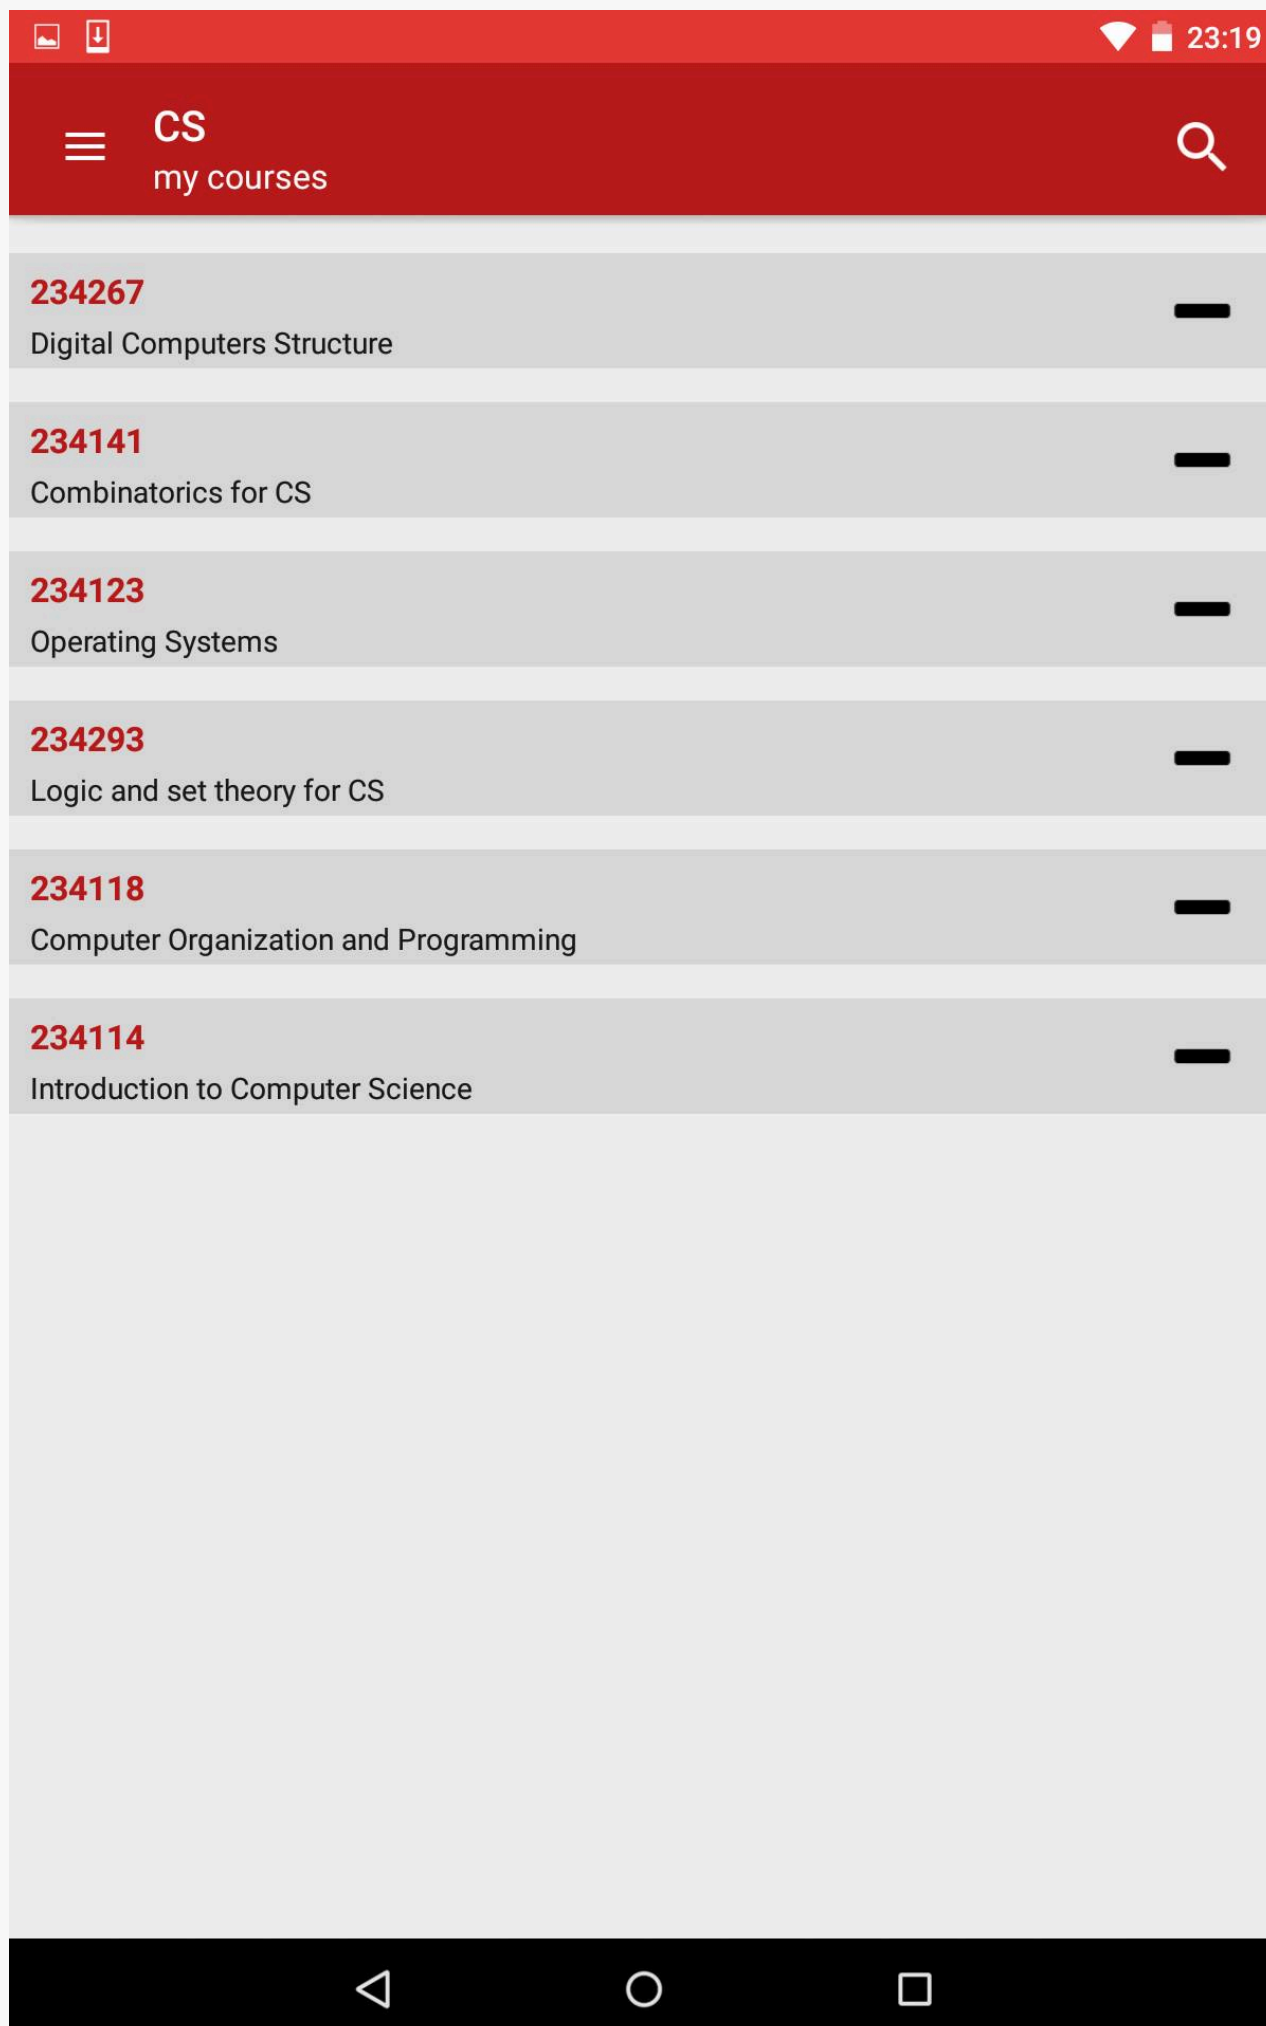 23:19
CS
my courses
234267
Digital Computers Structure
234141
Combinatorics for CS
234123
Operating Systems
234293
Logic and set theory for CS
234118
Computer Organization and Programming
234114
Introduction to Computer Science